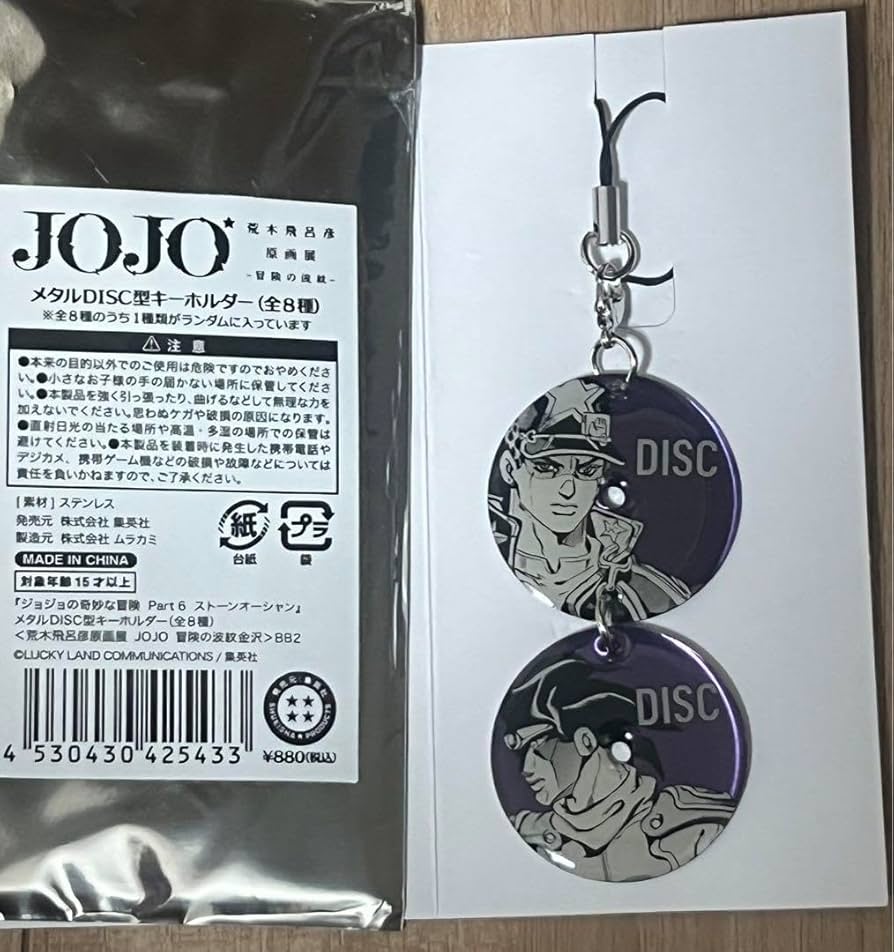 JOJO
荒木飛呂彦
原画展
-冒険の波紋-
メタルDISC型キーホルダー(全8種)
※全8種のうち1種類がランダムに入っています
⚠ 注意
●本来の目的以外でのご使用は危険ですのでおやめくださ
い。●小さなお子様の手の届かない場所に保管してくださ
い。●本製品を強く引っ張ったり、曲げるなどして無理な力を
加えないでください。思わぬケガや破損の原因になります。
●直射日光の当たる場所や高温・多湿の場所での保管は
避けてください。●本製品を装着時に発生した携帯電話や
デジカメ、携帯ゲーム機などの破損や故障などについては
責任を負いかねますので、ご了承ください。
[素材] ステンレス
発売元 株式会社 集英社
製造元 株式会社 ムラカミ
紙
台紙
プラ
袋
MADE IN CHINA
対象年齢15才以上
『ジョジョの奇妙な冒険 Part6 ストーンオーシャン』
メタルDISC型キーホルダー(全8種)
<荒木飛呂彦原画展 JOJO 冒険の波紋金沢>BB2
©LUCKY LAND COMMUNICATIONS / 集英社
発売元:集英社
SHUEISHA PRODUCTS
4 530430 425433
¥880(税込)
DISC
DISC